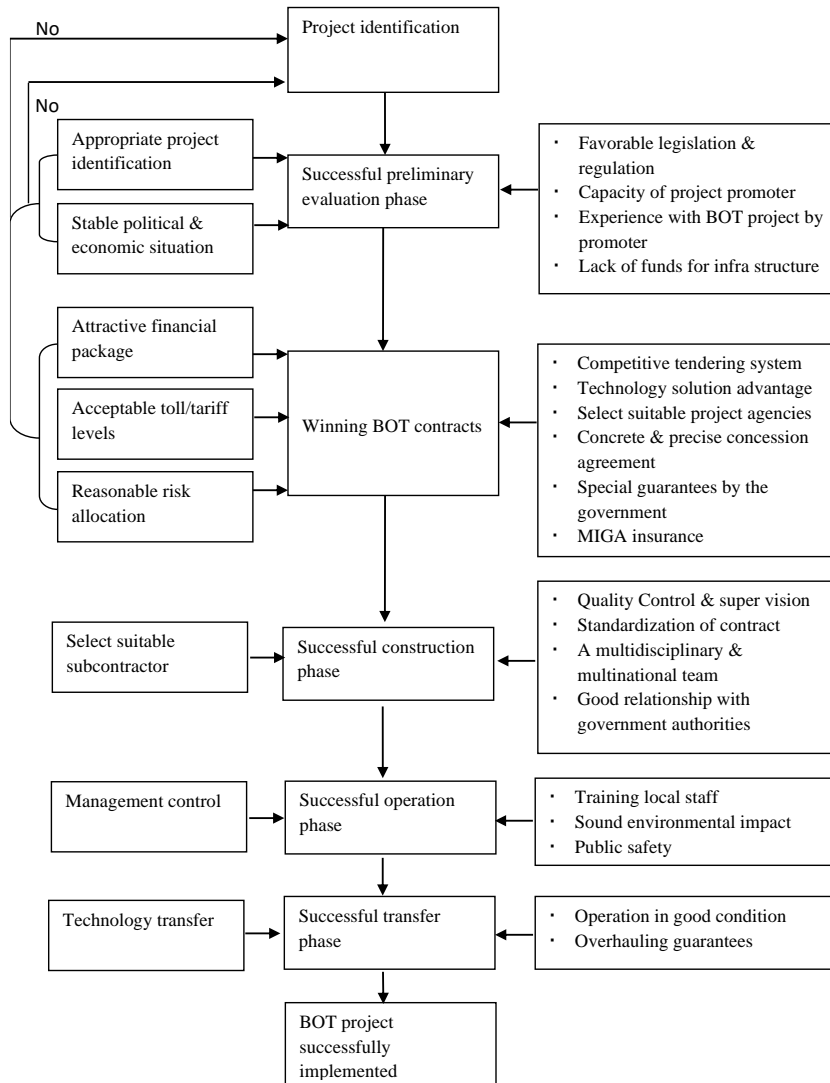 No
Project identification
No
Appropriate project
identification
Successful preliminary
evaluation phase
Stable political &
economic situation
· Favorable legislation &
regulation
· Capacity of project promoter
· Experience with BOT project by
promoter
· Lack of funds for infra structure
Attractive financial
package
Acceptable toll/tariff
levels
Reasonable risk
allocation
Winning BOT contracts
· Competitive tendering system
· Technology solution advantage
· Select suitable project agencies
· Concrete & precise concession
agreement
· Special guarantees by the
government
· MIGA insurance
Select suitable
subcontractor
Successful construction
phase
· Quality Control & super vision
· Standardization of contract
· A multidisciplinary &
multinational team
· Good relationship with
government authorities
Management control
Successful operation
phase
· Training local staff
· Sound environmental impact
· Public safety
Technology transfer
Successful transfer
phase
· Operation in good condition
· Overhauling guarantees
BOT project
successfully
implemented